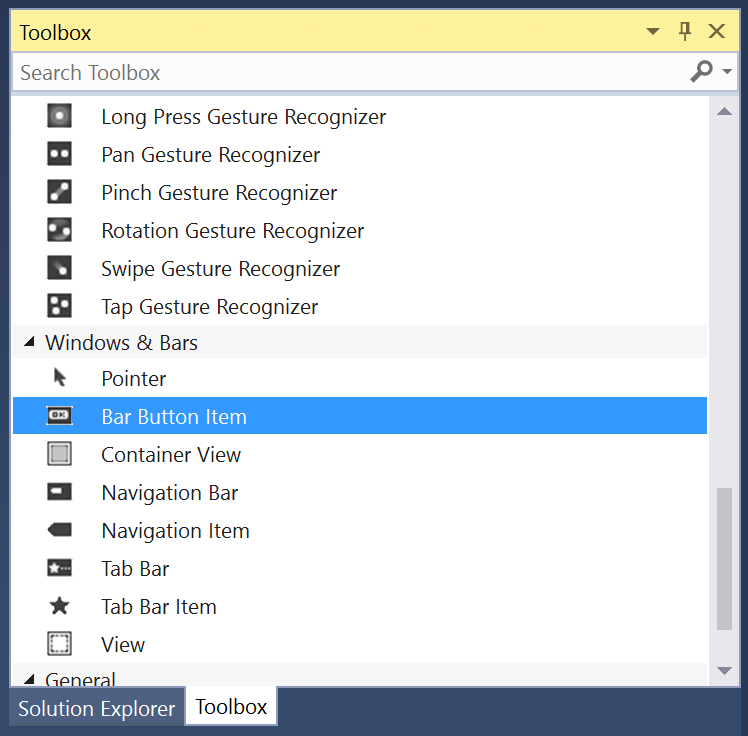 Toolbox
Search Toolbox
Long Press Gesture Recognizer
Pan Gesture Recognizer
Pinch Gesture Recognizer
Rotation Gesture Recognizer
Swipe Gesture Recognizer
Tap Gesture Recognizer
Windows & Bars
Pointer
OK Bar Button Item
Container View
Navigation Bar
Navigation Item
Tab Bar
Tab Bar Item
View
General
Solution Explorer Toolbox